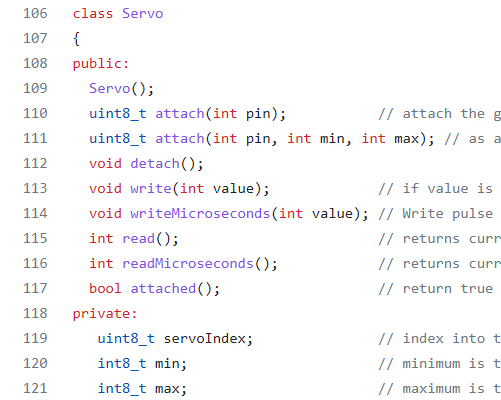 106 class Servo
107 {
108 public:
109 Servo();
110 uint8_t attach(int pin); // attach the g
111 uint8_t attach(int pin, int min, int max); // as a
112 void detach();
113 void write(int value); // if value is
114 void writeMicroseconds(int value); // Write pulse
115 int read(); // returns curr
116 int readMicroseconds(); // returns curr
117 bool attached(); // return true
118 private:
119 uint8_t servoIndex; // index into t
120 int8_t min; // minimum is t
121 int8_t max; // maximum is t